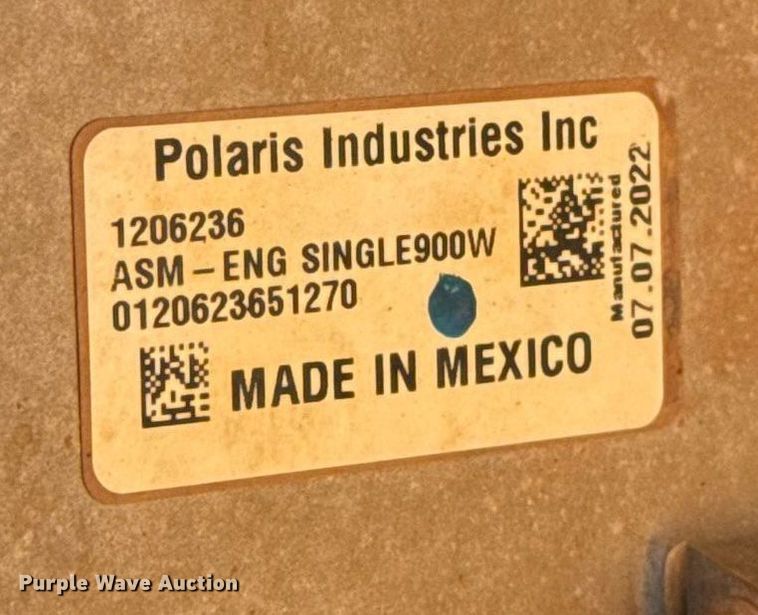 Polaris Industries Inc
1206236
ASM-ENG SINGLE900W
0120623651270
MADE IN MEXICO
Manufactured
07.07.2022
Purple Wave Auction